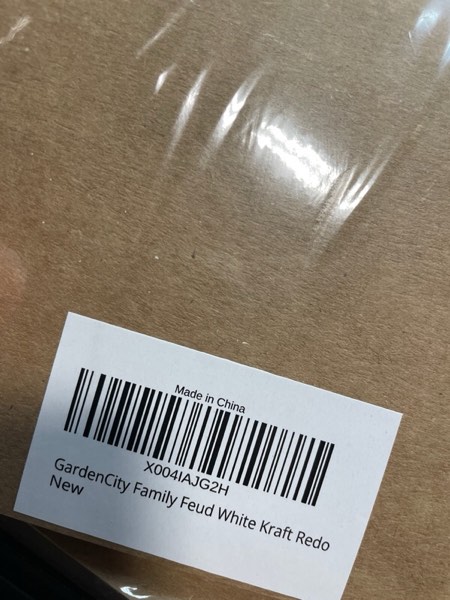 Made in China
X004IAJG2H
GardenCity Family Feud White Kraft Redo
New